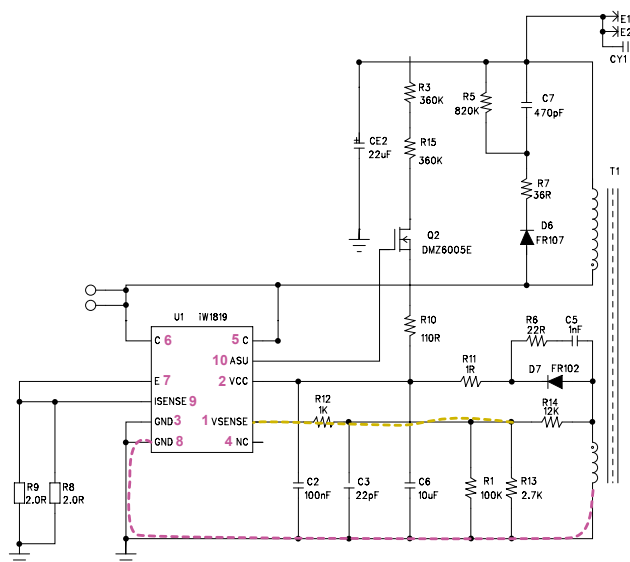 E1
E2
CY1
R3
360K
R5
820K
C7
470pF
CE2
22uF
R15
360K
T1
R7
36R
Q2
DMZ6005E
D6
FR107
U1 iW1819
C 6
5 C
10 ASU
R10
110R
R6
22R
C5
1nF
E 7
2 VCC
R11
1R
D7 FR102
ISENSE 9
R12
1K
R14
12K
GND 3
1 VSENSE
GND 8
4 NC
R9
2.0R
R8
2.0R
C2
100nF
C3
22pF
C6
10uF
R1
100K
R13
2.7K